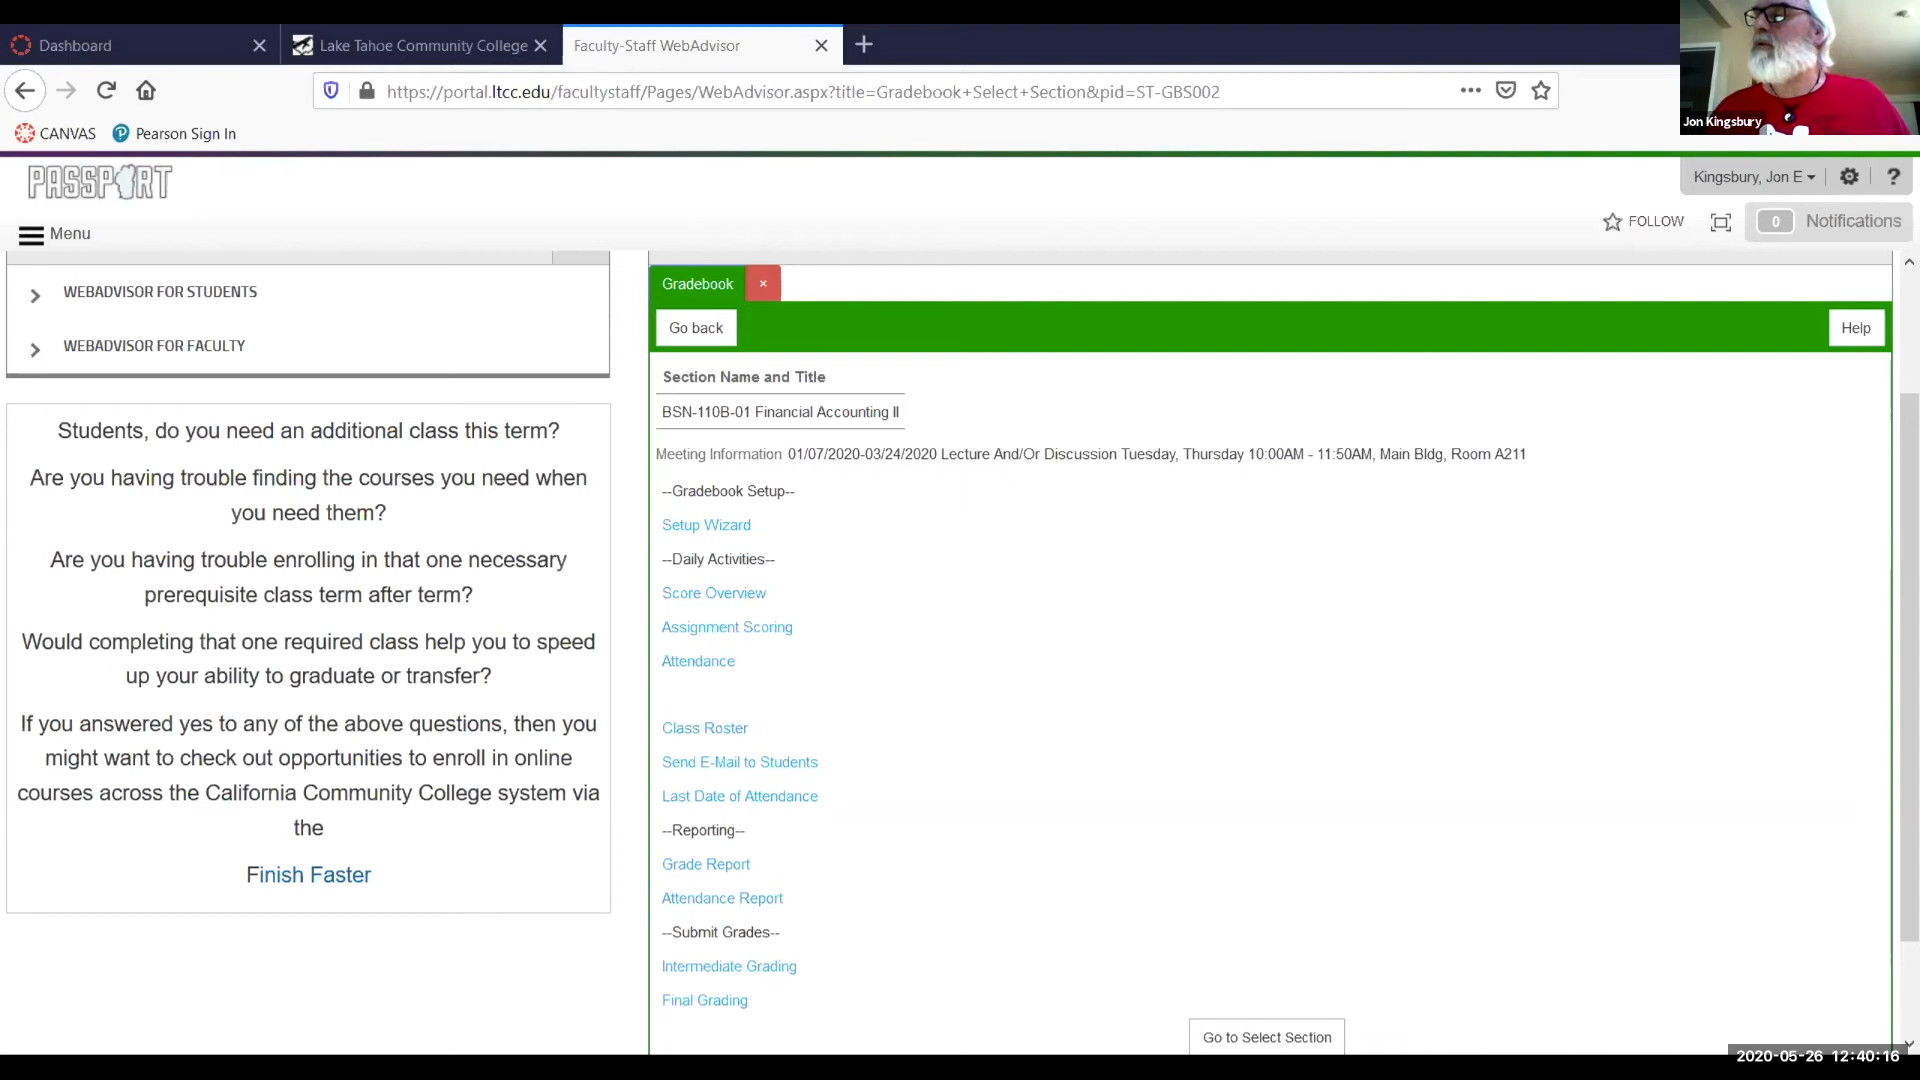 Dashboard
Lake Tahoe Community College
Faculty-Staff WebAdvisor
https://portal.ltcc.edu/facultystaff/Pages/WebAdvisor.aspx?title=Gradebook+Select+Section&pid=ST-GBS002
CANVAS
Pearson Sign In
Jon Kingsbury
PASSPORT
Kingsbury, Jon E
?
Menu
FOLLOW
0
Notifications
WEBADVISOR FOR STUDENTS
WEBADVISOR FOR FACULTY
Students, do you need an additional class this term?
Are you having trouble finding the courses you need when
you need them?
Are you having trouble enrolling in that one necessary
prerequisite class term after term?
Would completing that one required class help you to speed
up your ability to graduate or transfer?
If you answered yes to any of the above questions, then you
might want to check out opportunities to enroll in online
courses across the California Community College system via
the
Finish Faster
Gradebook
×
Go back
Help
Section Name and Title
BSN-110B-01 Financial Accounting II
Meeting Information 01/07/2020-03/24/2020 Lecture And/Or Discussion Tuesday, Thursday 10:00AM - 11:50AM, Main Bldg, Room A211
--Gradebook Setup--
Setup Wizard
--Daily Activities--
Score Overview
Assignment Scoring
Attendance
Class Roster
Send E-Mail to Students
Last Date of Attendance
--Reporting--
Grade Report
Attendance Report
--Submit Grades--
Intermediate Grading
Final Grading
Go to Select Section
2020-05-26 12:40:16